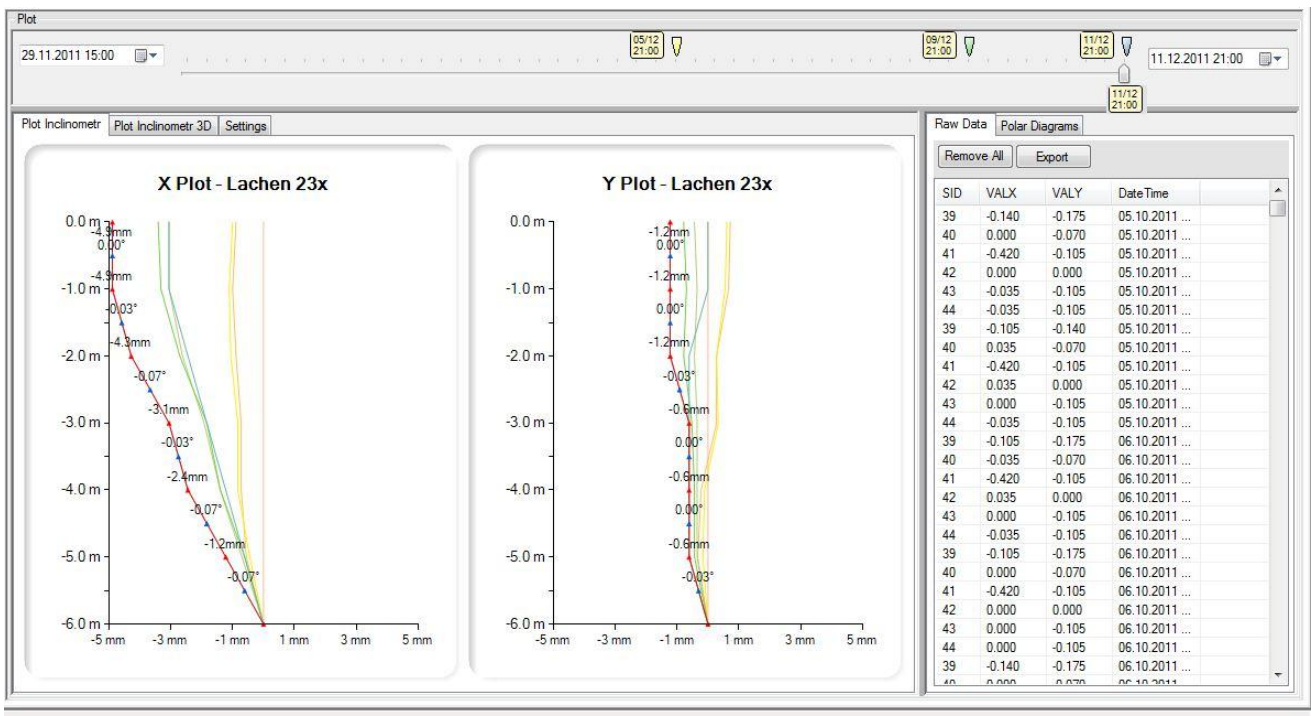 Plot
05/12
21:00
09/12
21:00
11/12
21:00
29.11.2011 15:00
11.12.2011 21:00
11/12
21:00
Plot Inclinometr Plot Inclinometr 3D Settings
X Plot - Lachen 23x
0.0 m
-4.9mm
0.00°
-4.9mm
-1.0 m
-0.03°
-4.3mm
-2.0 m
-0.07°
-3.1mm
-3.0 m
-0.03°
-2.4mm
-4.0 m
-0.07°
-1.2mm
-5.0 m
-0.07°
-6.0 m
-5 mm -3 mm -1 mm 1 mm 3 mm 5 mm
Y Plot - Lachen 23x
0.0 m
-1.2mm
0.00°
-1.2mm
-1.0 m
0.00°
-1.2mm
-2.0 m
-0.03°
-0.6mm
-3.0 m
0.00°
-0.6mm
-4.0 m
0.00°
-0.6mm
-5.0 m
-0.03°
-6.0 m
-5 mm -3 mm -1 mm 1 mm 3 mm 5 mm
Raw Data Polar Diagrams
Remove All Export
SID VALX VALY DateTime
39 -0.140 -0.175 05.10.2011 ...
40 0.000 -0.070 05.10.2011 ...
41 -0.420 -0.105 05.10.2011 ...
42 0.000 0.000 05.10.2011 ...
43 -0.035 -0.105 05.10.2011 ...
44 -0.035 -0.105 05.10.2011 ...
39 -0.105 -0.140 05.10.2011 ...
40 0.035 -0.070 05.10.2011 ...
41 -0.420 -0.105 05.10.2011 ...
42 0.035 0.000 05.10.2011 ...
43 0.000 -0.105 05.10.2011 ...
44 -0.035 -0.105 05.10.2011 ...
39 -0.105 -0.175 06.10.2011 ...
40 -0.035 -0.070 06.10.2011 ...
41 -0.420 -0.105 06.10.2011 ...
42 0.035 0.000 06.10.2011 ...
43 0.000 -0.105 06.10.2011 ...
44 -0.035 -0.105 06.10.2011 ...
39 -0.105 -0.175 06.10.2011 ...
40 0.000 -0.070 06.10.2011 ...
41 -0.420 -0.105 06.10.2011 ...
42 0.000 0.000 06.10.2011 ...
43 0.000 -0.105 06.10.2011 ...
44 0.000 -0.105 06.10.2011 ...
39 -0.140 -0.175 06.10.2011 ...